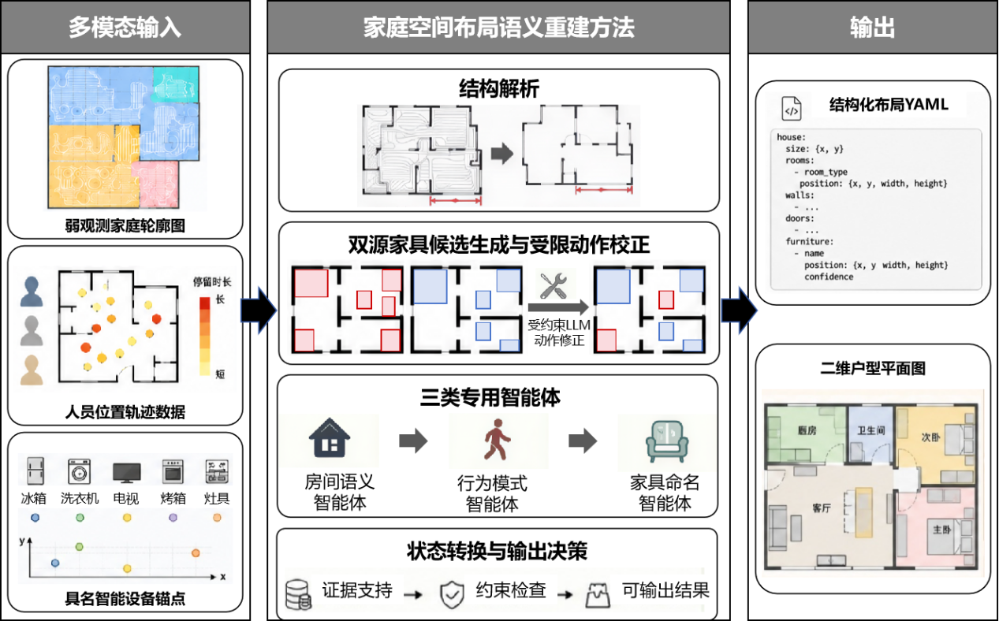 多模态输入
弱观测家庭轮廓图
停留时长
长
短
人员位置轨迹数据
冰箱 洗衣机 电视 烤箱 灶具
y
x
具名智能设备锚点
家庭空间布局语义重建方法
结构解析
双源家具候选生成与受限动作校正
受约束LLM
动作修正
三类专用智能体
房间语义
智能体
行为模式
智能体
家具命名
智能体
状态转换与输出决策
证据支持
约束检查
可输出结果
输出
结构化布局YAML
</>
house:
size: {x, y}
rooms:
- room_type
position: {x, y, width, height}
walls:
- ...
doors:
- ...
furniture:
- name
position: {x, y width, height}
confidence
二维户型平面图
厨房
卫生间
次卧
客厅
主卧